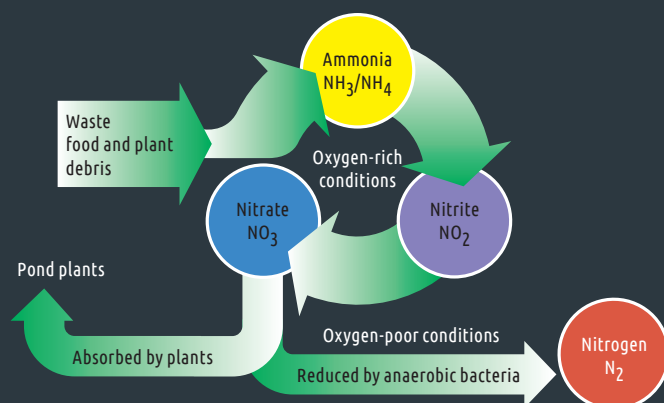 Ammonia
NH3/NH4
Waste
food and plant
debris
Oxygen-rich
conditions
Nitrate
NO3
Nitrite
NO2
Pond plants
Oxygen-poor conditions
Absorbed by plants
Reduced by anaerobic bacteria
Nitrogen
N2